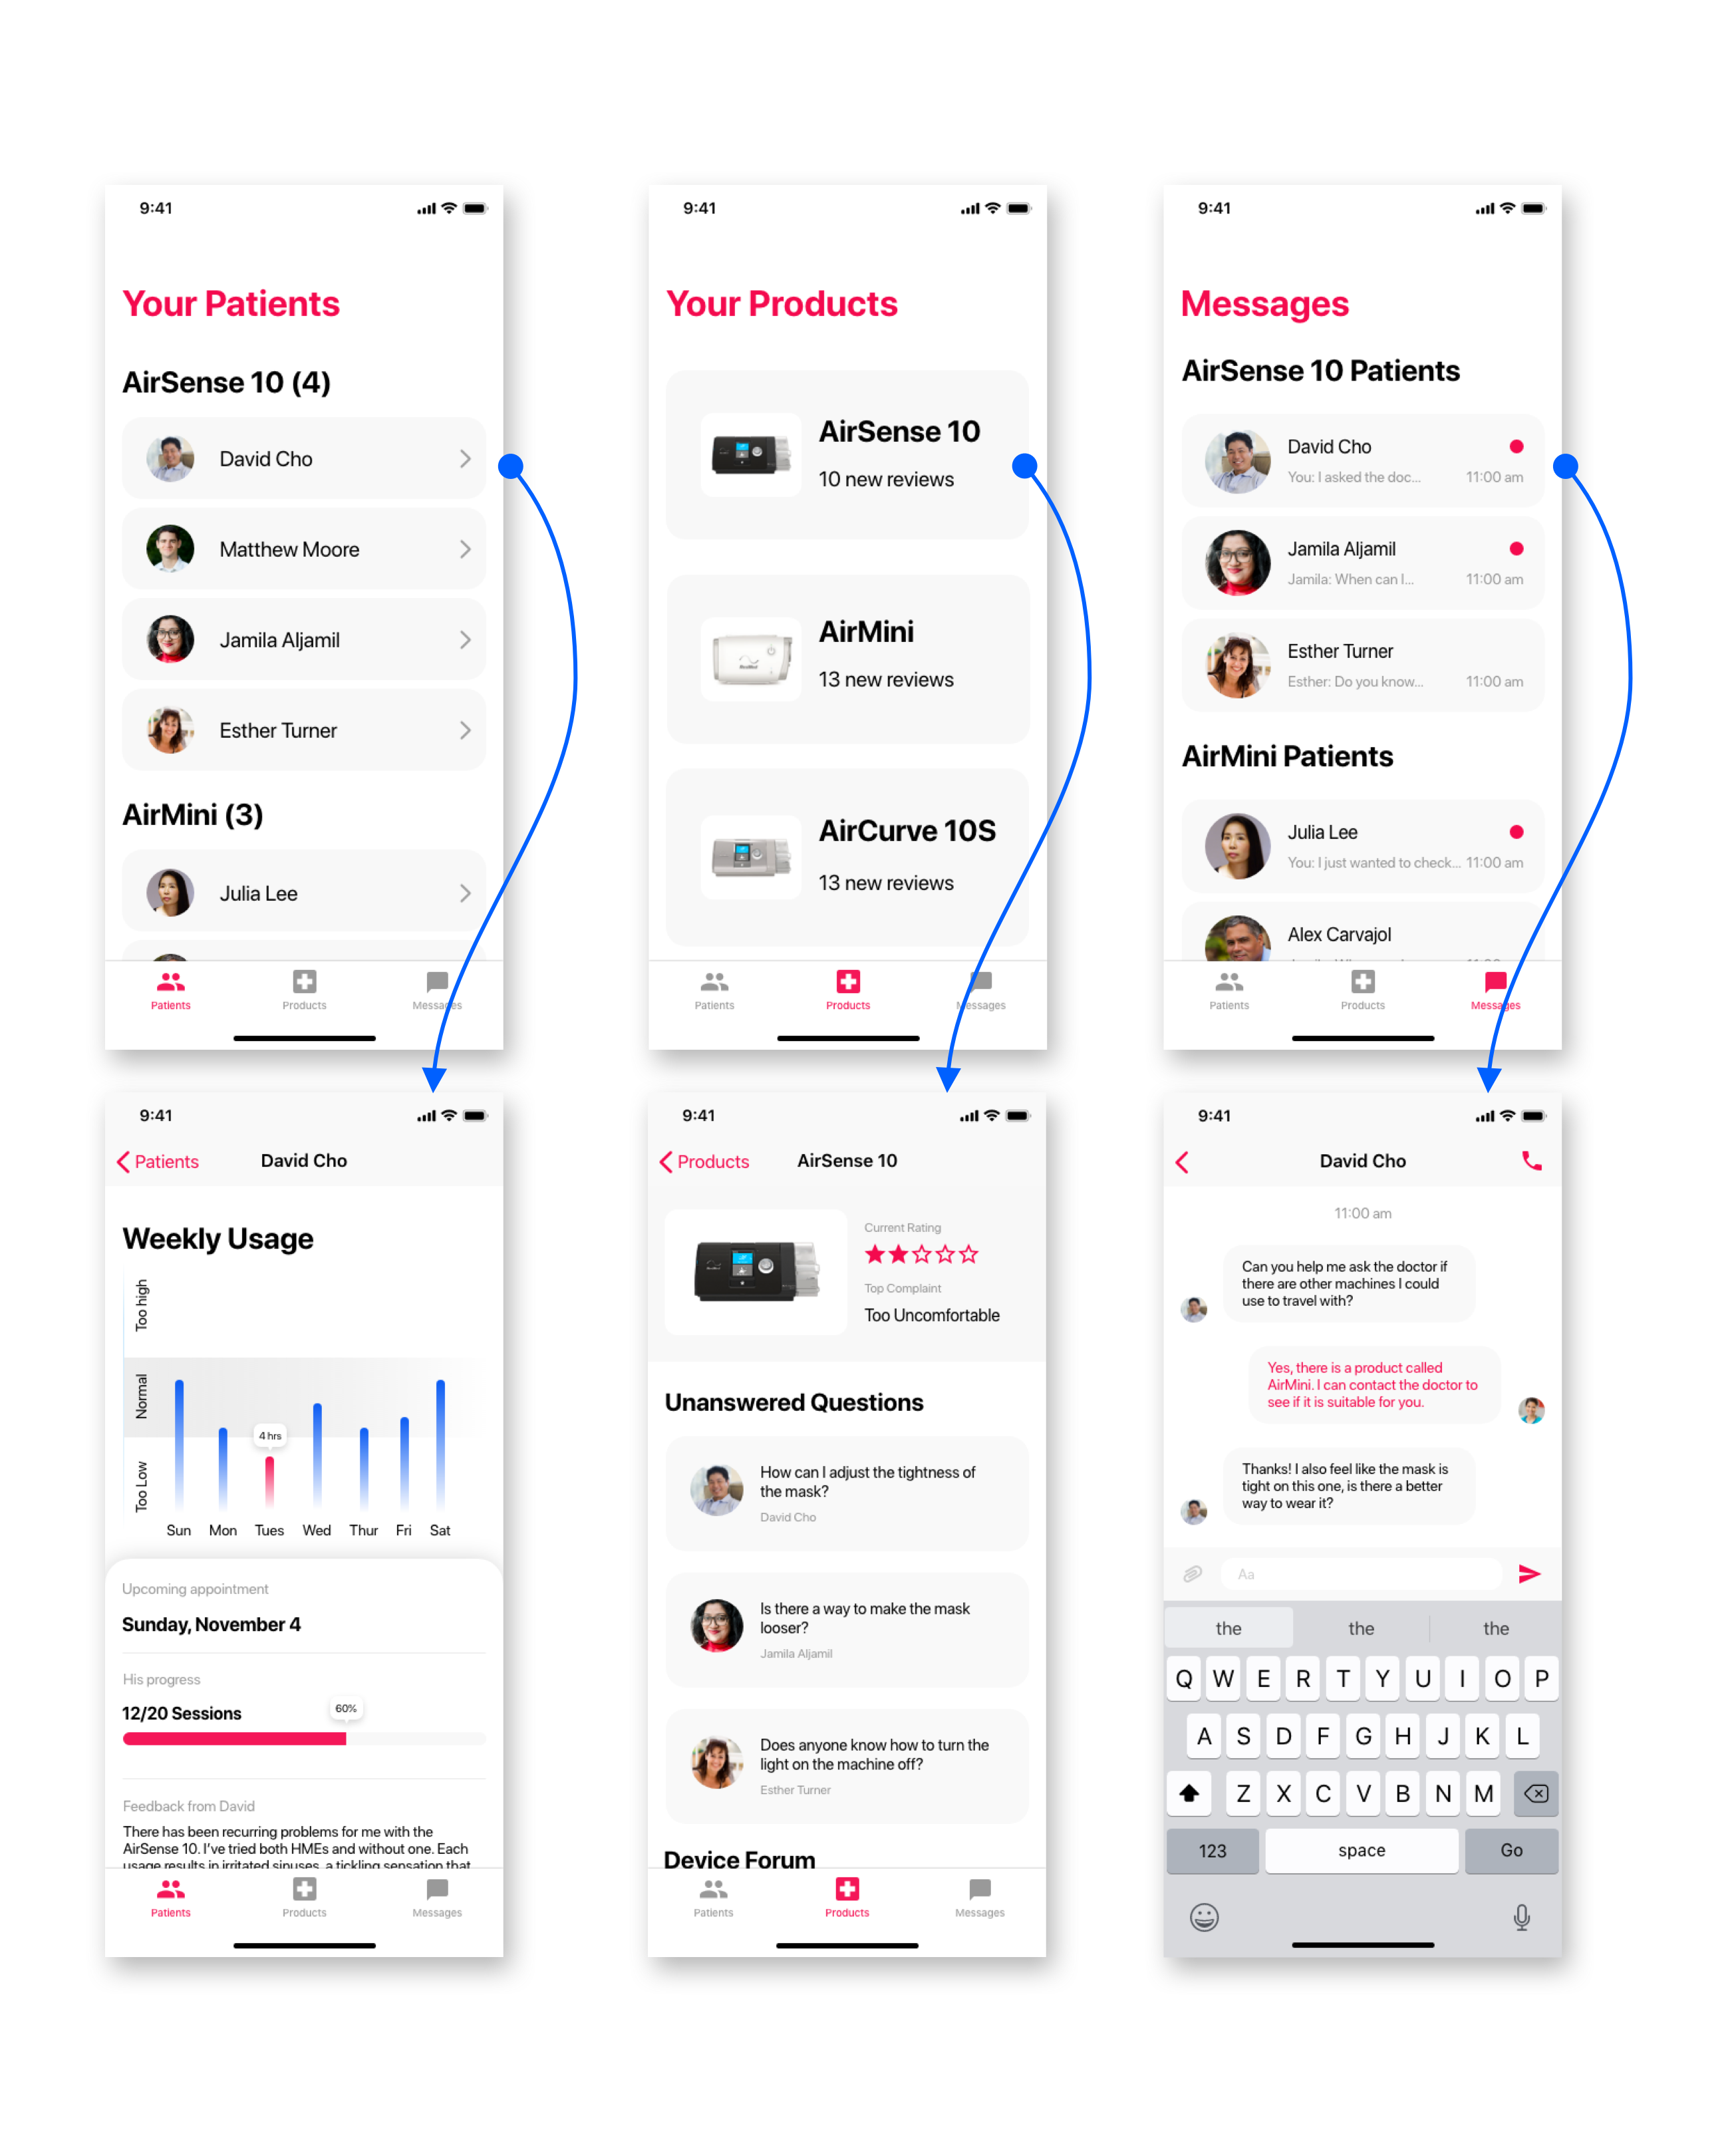 9:41
Your Patients
AirSense 10 (4)
David Cho
Matthew Moore
Jamila Aljamil
Esther Turner
AirMini (3)
Julia Lee
Patients
Products
Messages
9:41
Your Products
AirSense 10
10 new reviews
AirMini
13 new reviews
AirCurve 10S
13 new reviews
Patients
Products
Messages
9:41
Messages
AirSense 10 Patients
David Cho
You: I asked the doc...
11:00 am
Jamila Aljamil
Jamila: When can I...
11:00 am
Esther Turner
Esther: Do you know...
11:00 am
AirMini Patients
Julia Lee
You: I just wanted to check...
11:00 am
Alex Carvajol
Patients
Products
Messages
9:41
Patients
David Cho
Weekly Usage
Too high
Normal
Too Low
4 hrs
Sun Mon Tues Wed Thur Fri Sat
Upcoming appointment
Sunday, November 4
His progress
12/20 Sessions
60%
Feedback from David
There has been recurring problems for me with the
AirSense 10. I've tried both HMEs and without one. Each
usage results in irritated sinuses, a tickling sensation that
Patients
Products
Messages
9:41
Products
AirSense 10
Current Rating
Top Complaint
Too Uncomfortable
Unanswered Questions
How can I adjust the tightness of
the mask?
David Cho
Is there a way to make the mask
looser?
Jamila Aljamil
Does anyone know how to turn the
light on the machine off?
Esther Turner
Device Forum
Patients
Products
Messages
9:41
David Cho
11:00 am
Can you help me ask the doctor if
there are other machines I could
use to travel with?
Yes, there is a product called
AirMini. I can contact the doctor to
see if it is suitable for you.
Thanks! I also feel like the mask is
tight on this one, is there a better
way to wear it?
Aa
the the the
Q W E R T Y U I O P
A S D F G H J K L
Z X C V B N M
123 space Go